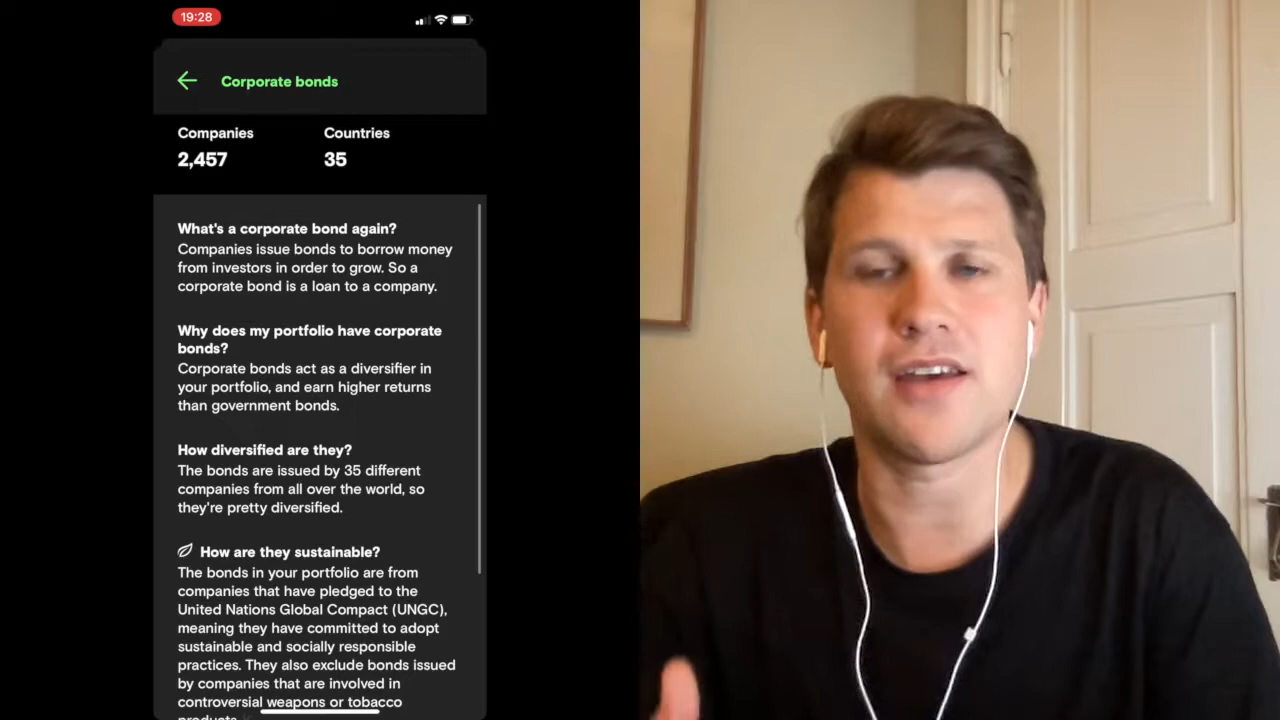 19:28
Corporate bonds
Companies Countries
2,457 35
What's a corporate bond again?
Companies issue bonds to borrow money
from investors in order to grow. So a
corporate bond is a loan to a company.
Why does my portfolio have corporate
bonds?
Corporate bonds act as a diversifier in
your portfolio, and earn higher returns
than government bonds.
How diversified are they?
The bonds are issued by 35 different
companies from all over the world, so
they're pretty diversified.
How are they sustainable?
The bonds in your portfolio are from
companies that have pledged to the
United Nations Global Compact (UNGC),
meaning they have committed to adopt
sustainable and socially responsible
practices. They also exclude bonds issued
by companies that are involved in
controversial weapons or tobacco
products.